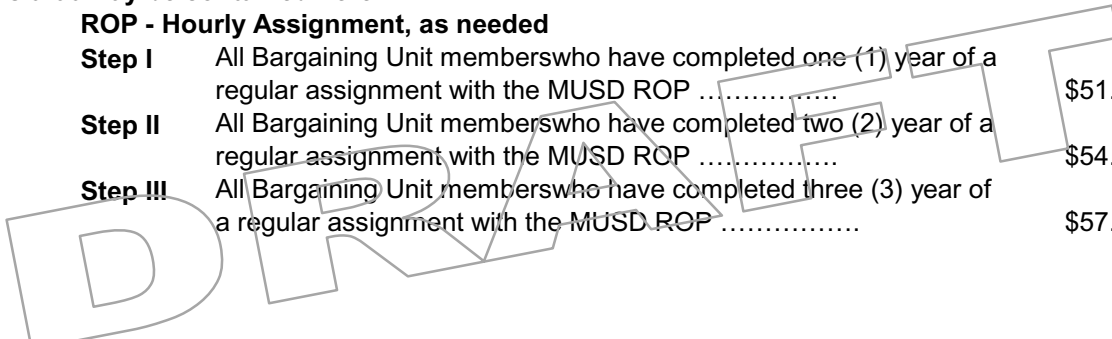 ROP - Hourly Assignment, as needed
Step I All Bargaining Unit memberswho have completed one (1) year of a
regular assignment with the MUSD ROP ……………. $51.
Step II All Bargaining Unit memberswho have completed two (2) year of a
regular assignment with the MUSD ROP ……………. $54.
Step III All Bargaining Unit memberswho have completed three (3) year of
a regular assignment with the MUSD ROP ……………. $57.
DRAFT